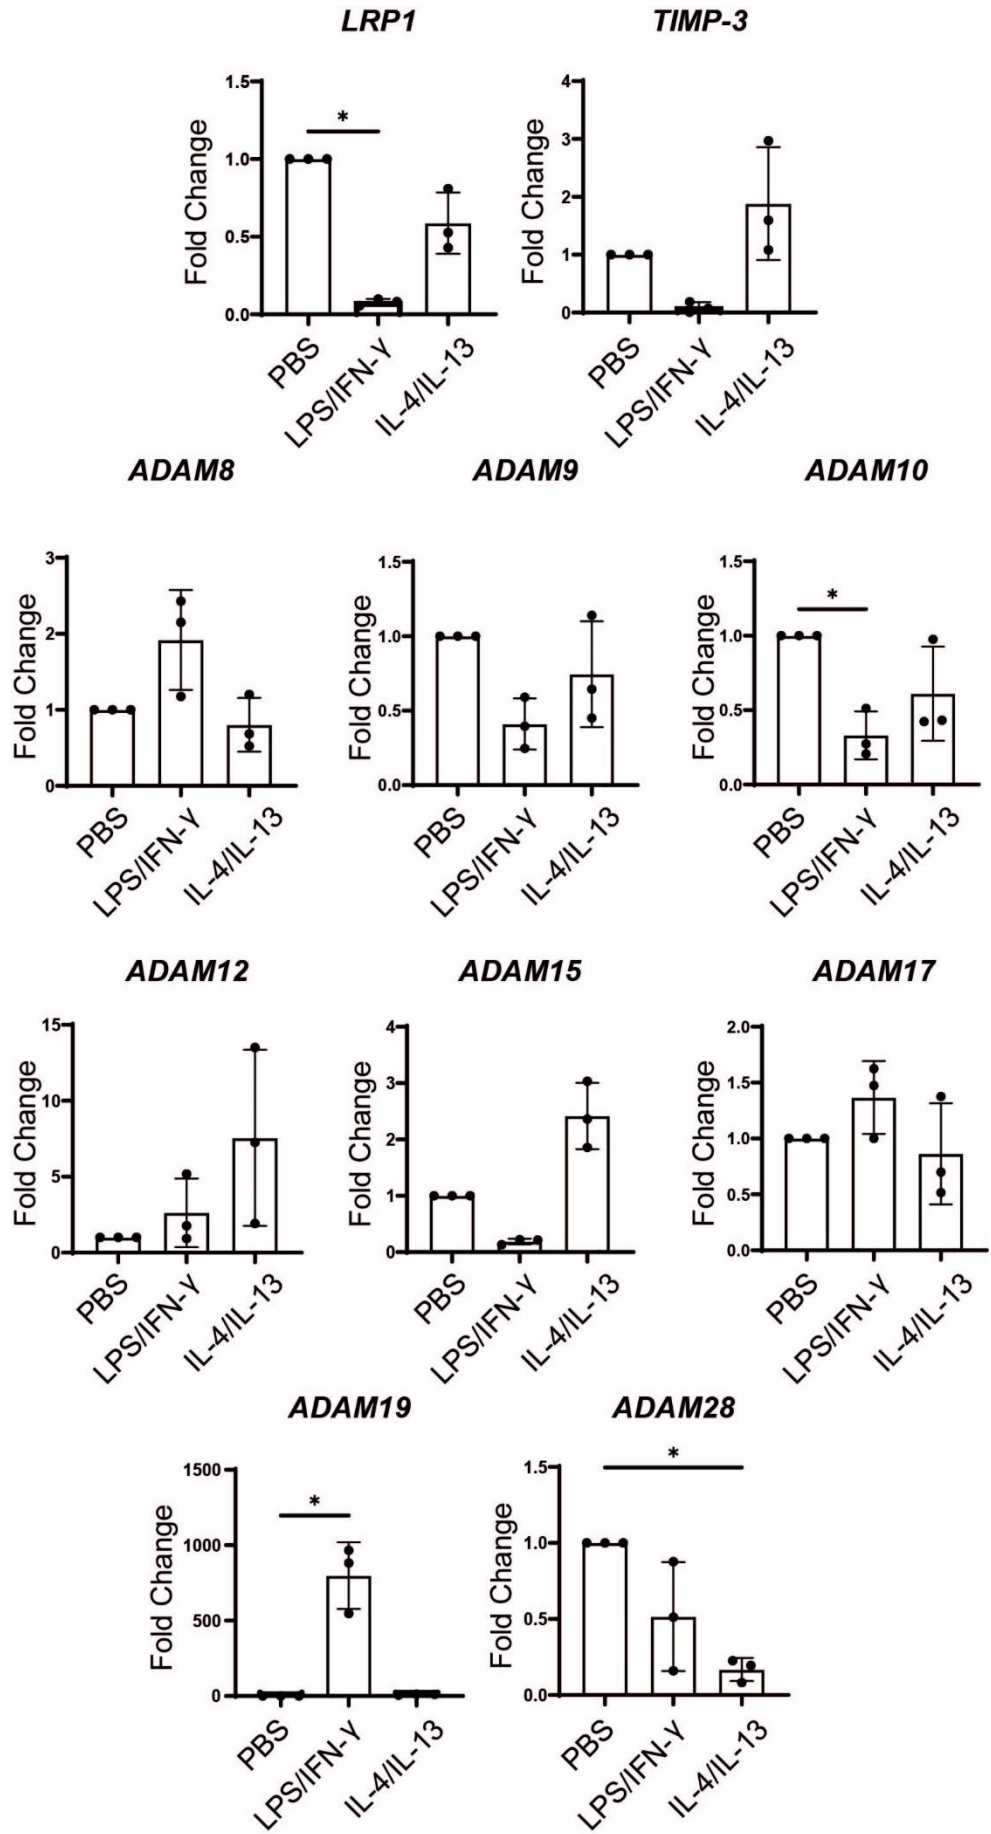 LRP1
TIMP-3
Fold Change
1.5
1.0
0.5
0.0
*
PBS
LPS/IFN-γ
IL-4/IL-13
Fold Change
4
3
2
1
0
PBS
LPS/IFN-γ
IL-4/IL-13
ADAM8
ADAM9
ADAM10
Fold Change
3
2
1
0
PBS
LPS/IFN-γ
IL-4/IL-13
Fold Change
1.5
1.0
0.5
0.0
PBS
LPS/IFN-γ
IL-4/IL-13
Fold Change
1.5
1.0
0.5
0.0
*
PBS
LPS/IFN-γ
IL-4/IL-13
ADAM12
ADAM15
ADAM17
Fold Change
15
10
5
0
PBS
LPS/IFN-γ
IL-4/IL-13
Fold Change
4
3
2
1
0
PBS
LPS/IFN-γ
IL-4/IL-13
Fold Change
2.0
1.5
1.0
0.5
0.0
PBS
LPS/IFN-γ
IL-4/IL-13
ADAM19
ADAM28
Fold Change
1500
1000
500
0
*
PBS
LPS/IFN-γ
IL-4/IL-13
Fold Change
1.5
1.0
0.5
0.0
*
PBS
LPS/IFN-γ
IL-4/IL-13